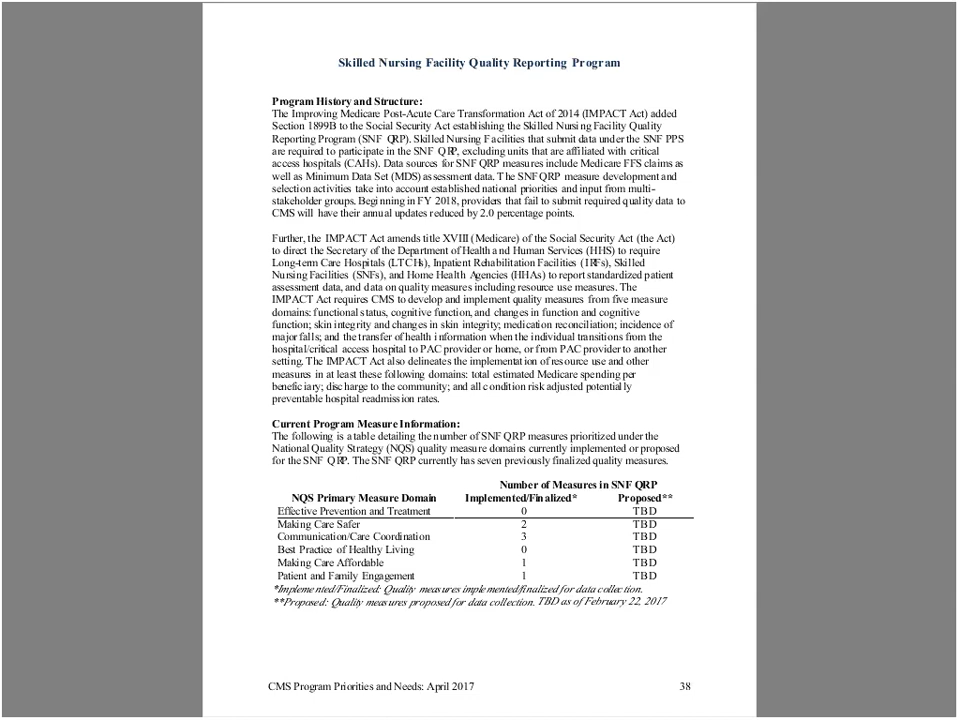 Skilled Nursing Facility Quality Reporting Program
Program History and Structure:
The Improving Medicare Post-Acute Care Transformation Act of 2014 (IMPACT Act) added
Section 1899B to the Social Security Act establishing the Skilled Nursing Facility Quality
Reporting Program (SNF QRP). Skilled Nursing Facilities that submit data under the SNF PPS
are required to participate in the SNF QRP, excluding units that are affiliated with critical
access hospitals (CAHs). Data sources for SNF QRP measures include Medicare FFS claims as
well as Minimum Data Set (MDS) assessment data. The SNF QRP measure development and
selection activities take into account established national priorities and input from multi-
stakeholder groups. Beginning in FY 2018, providers that fail to submit required quality data to
CMS will have their annual updates reduced by 2.0 percentage points.
Further, the IMPACT Act amends title XVIII (Medicare) of the Social Security Act (the Act)
to direct the Secretary of the Department of Health and Human Services (HHS) to require
Long-term Care Hospitals (LTCHs), Inpatient Rehabilitation Facilities (IRFs), Skilled
Nursing Facilities (SNFs), and Home Health Agencies (HHAs) to report standardized patient
assessment data, and data on quality measures including resource use measures. The
IMPACT Act requires CMS to develop and implement quality measures from five measure
domains: functional status, cognitive function, and changes in function and cognitive
function; skin integrity and changes in skin integrity; medication reconciliation; incidence of
major falls; and the transfer of health information when the individual transitions from the
hospital/critical access hospital to PAC provider or home, or from PAC provider to another
setting. The IMPACT Act also delineates the implementation of resource use and other
measures in at least these following domains: total estimated Medicare spending per
beneficiary; discharge to the community; and all condition risk adjusted potentially
preventable hospital readmission rates.
Current Program Measure Information:
The following is a table detailing the number of SNF QRP measures prioritized under the
National Quality Strategy (NQS) quality measure domains currently implemented or proposed
for the SNF QRP. The SNF QRP currently has seven previously finalized quality measures.
Number of Measures in SNF QRP
NQS Primary Measure Domain Implemented/Finalized* Proposed**
Effective Prevention and Treatment 0 TBD
Making Care Safer 2 TBD
Communication/Care Coordination 3 TBD
Best Practice of Healthy Living 0 TBD
Making Care Affordable 1 TBD
Patient and Family Engagement 1 TBD
*Implemented/Finalized: Quality measures implemented/finalized for data collection.
**Proposed: Quality measures proposed for data collection. TBD as of February 22, 2017
CMS Program Priorities and Needs: April 2017 38